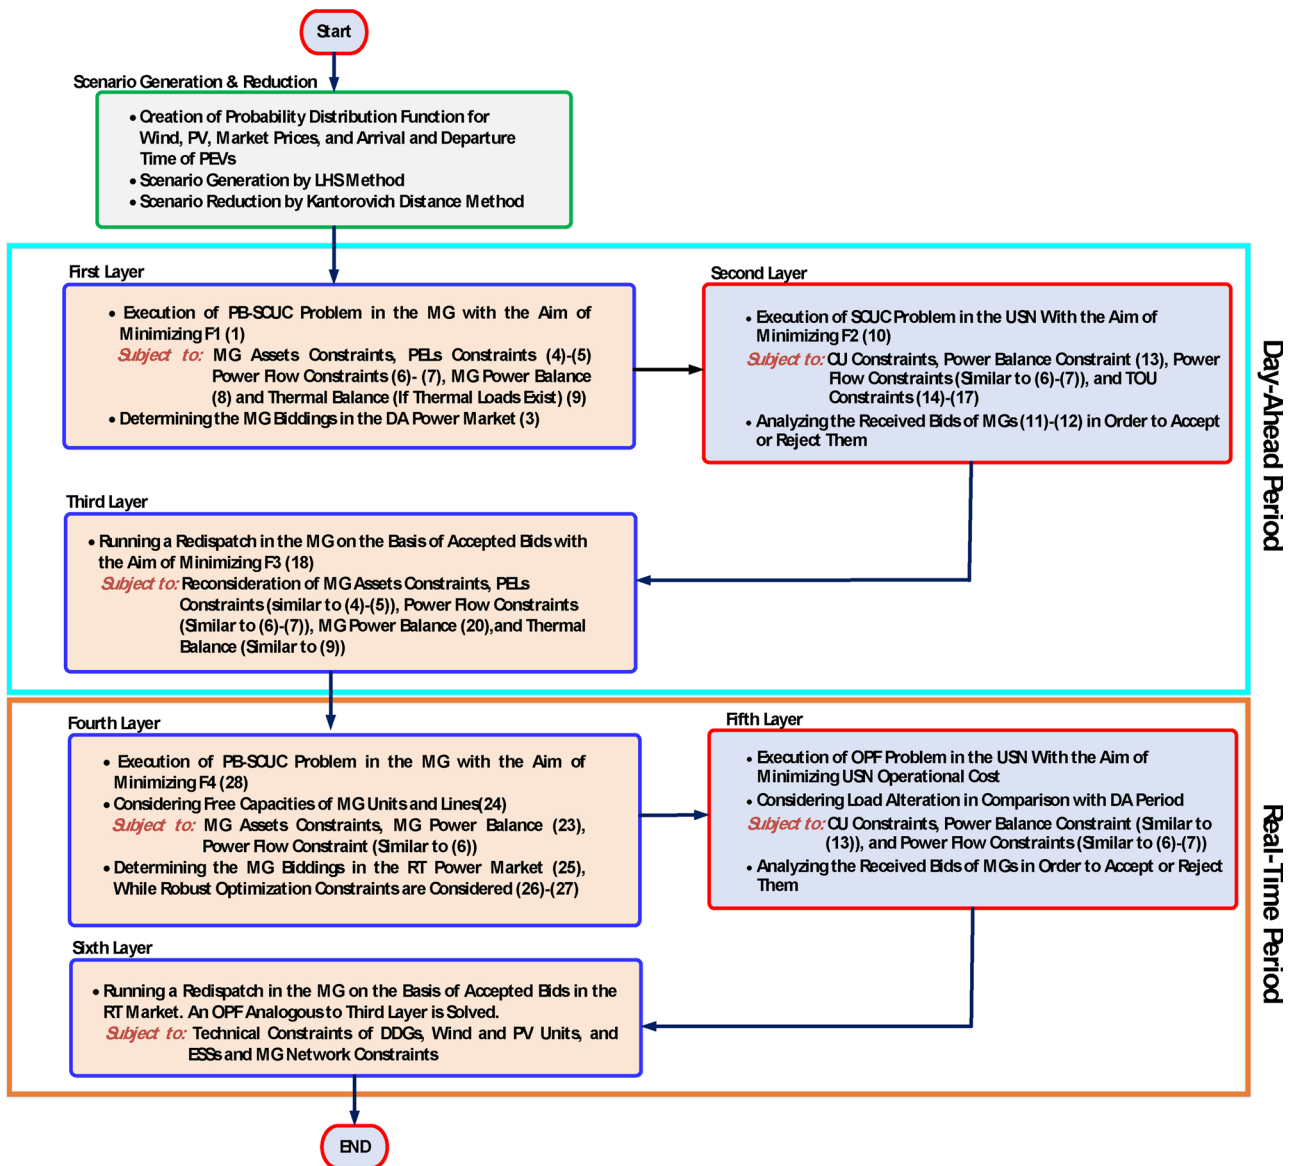 Start
Scenario Generation & Reduction
• Creation of Probability Distribution Function for
Wind, PV, Market Prices, and Arrival and Departure
Time of PEVs
• Scenario Generation by LHS Method
• Scenario Reduction by Kantorovich Distance Method
Day-Ahead Period
First Layer
• Execution of PB-SCUC Problem in the MG with the Aim of
Minimizing F1 (1)
Subject to: MG Assets Constraints, PELs Constraints (4)-(5)
Power Flow Constraints (6)- (7), MG Power Balance
(8) and Thermal Balance (If Thermal Loads Exist) (9)
• Determining the MG Biddings in the DA Power Market (3)
Second Layer
• Execution of SCUC Problem in the USN With the Aim of
Minimizing F2 (10)
Subject to: CU Constraints, Power Balance Constraint (13), Power
Flow Constraints (Similar to (6)-(7)), and TOU
Constraints (14)-(17)
• Analyzing the Received Bids of MGs (11)-(12) in Order to Accept
or Reject Them
Third Layer
• Running a Redispatch in the MG on the Basis of Accepted Bids with
the Aim of Minimizing F3 (18)
Subject to: Reconsideration of MG Assets Constraints, PELs
Constraints (similar to (4)-(5)), Power Flow Constraints
(Similar to (6)-(7)), MG Power Balance (20),and Thermal
Balance (Similar to (9))
Real-Time Period
Fourth Layer
• Execution of PB-SCUC Problem in the MG with the Aim of
Minimizing F4 (28)
• Considering Free Capacities of MG Units and Lines(24)
Subject to: MG Assets Constraints, MG Power Balance (23),
Power Flow Constraint (Similar to (6))
• Determining the MG Biddings in the RT Power Market (25),
While Robust Optimization Constraints are Considered (26)-(27)
Fifth Layer
• Execution of OPF Problem in the USN With the Aim of
Minimizing USN Operational Cost
• Considering Load Alteration in Comparison with DA Period
Subject to: CU Constraints, Power Balance Constraint (Similar to
(13)), and Power Flow Constraints (Similar to (6)-(7))
• Analyzing the Received Bids of MGs in Order to Accept or Reject
Them
Sixth Layer
• Running a Redispatch in the MG on the Basis of Accepted Bids in the
RT Market. An OPF Analogous to Third Layer is Solved.
Subject to: Technical Constraints of DDGs, Wind and PV Units, and
ESSs and MG Network Constraints
END